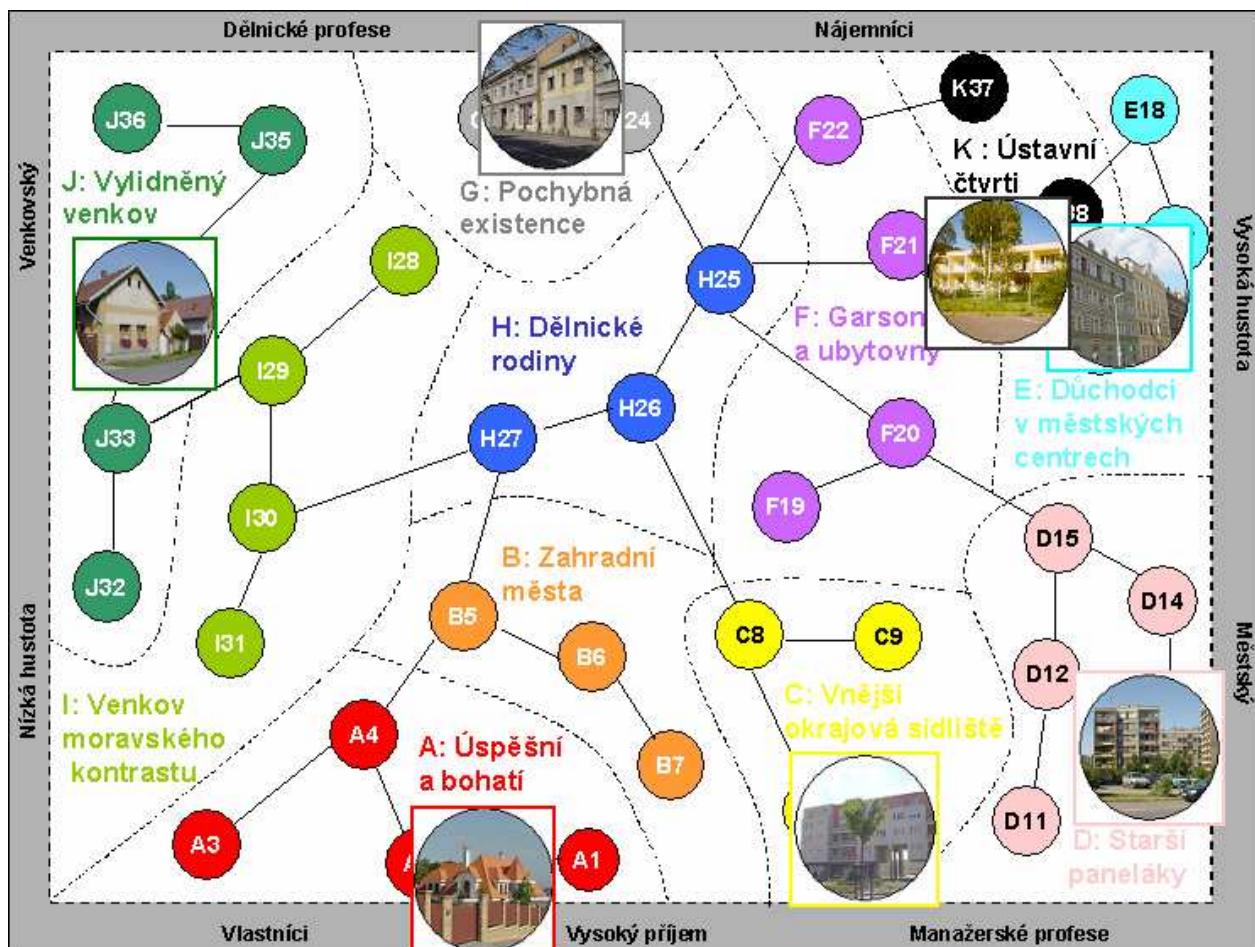 Dělnické profese
Nájemníci
Venkovský
Nízká hustota
Vysoká hustota
Městský
Vlastníci
Vysoký příjem
Manažerské profese
J36
J35
J: Vylidněný
venkov
J33
J32
I28
I29
I30
I31
I: Venkov
moravského
kontrastu
24
G: Pochybná
existence
H25
H26
H27
H: Dělnické
rodiny
F22
F21
F20
F19
F: Garson
a ubytovny
K37
K : Ústavní
čtvrti
38
E18
E: Důchodci
v městských
centrech
B: Zahradní
města
B5
B6
B7
A4
A3
A1
A: Úspěšní
a bohatí
C8
C9
C: Vnější
okrajová sídliště
D15
D14
D12
D11
D: Starší
paneláky